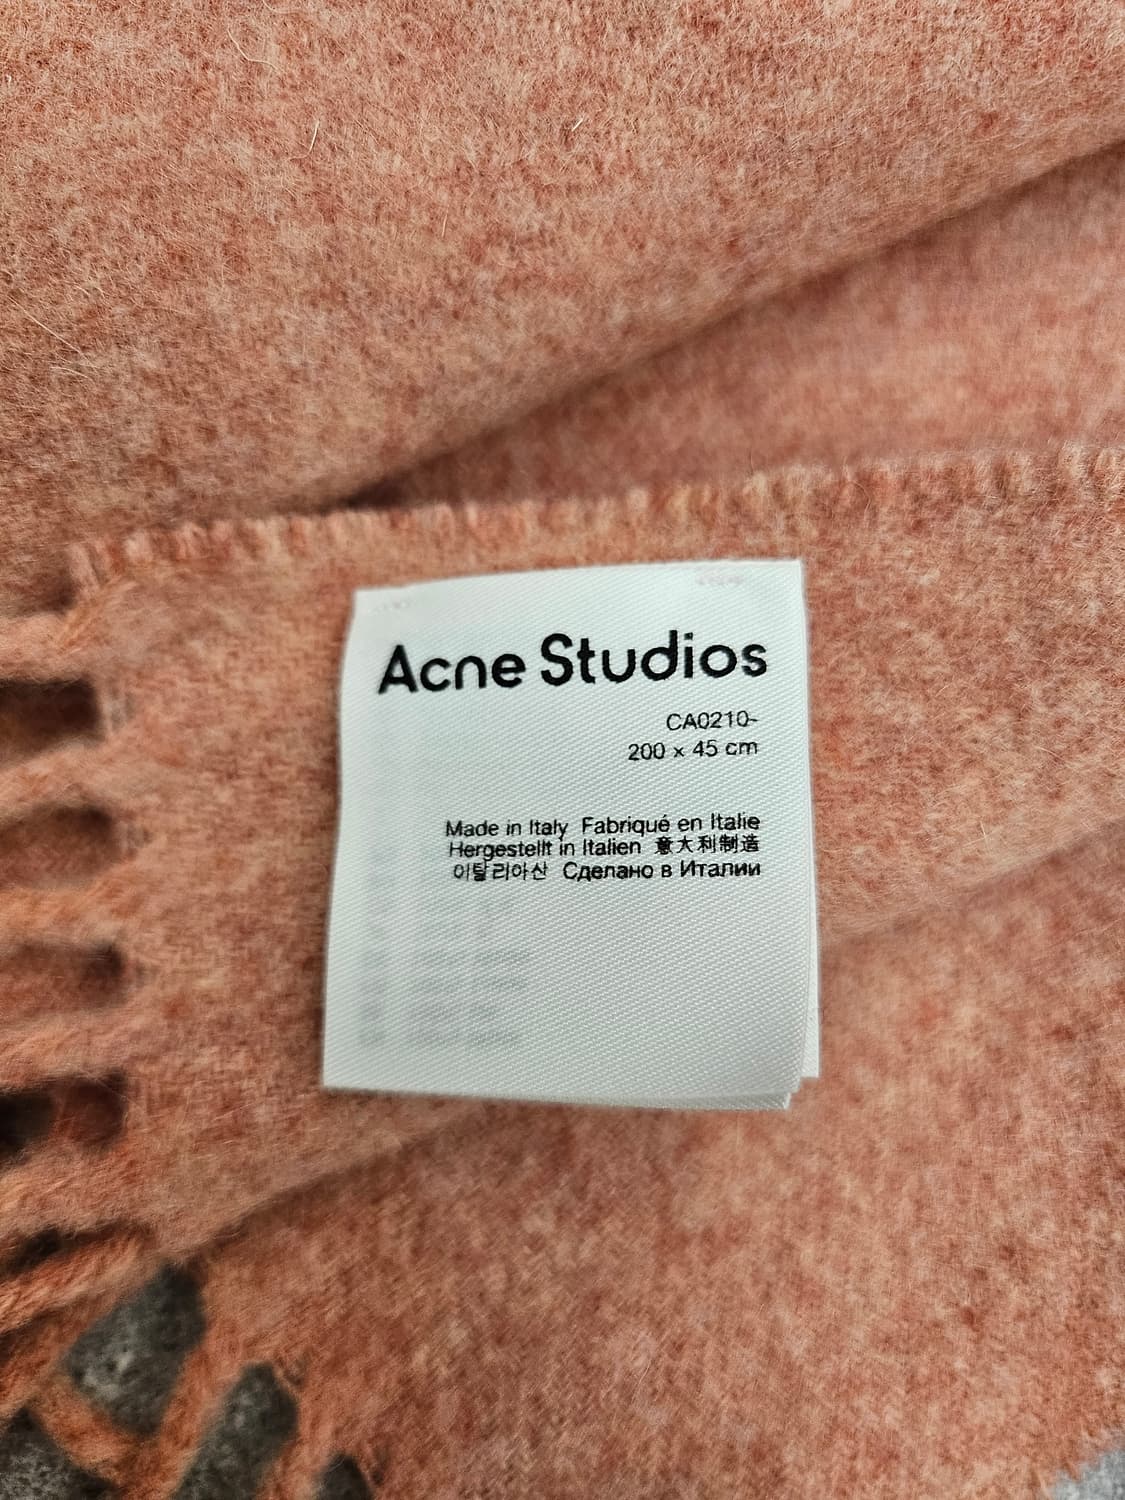 Acne Studios
CA0210-
200 x 45 cm
Made in Italy Fabriqué en Italie
Hergestellt in Italien 意大利制造
이탈리아산 Сделано в Италии